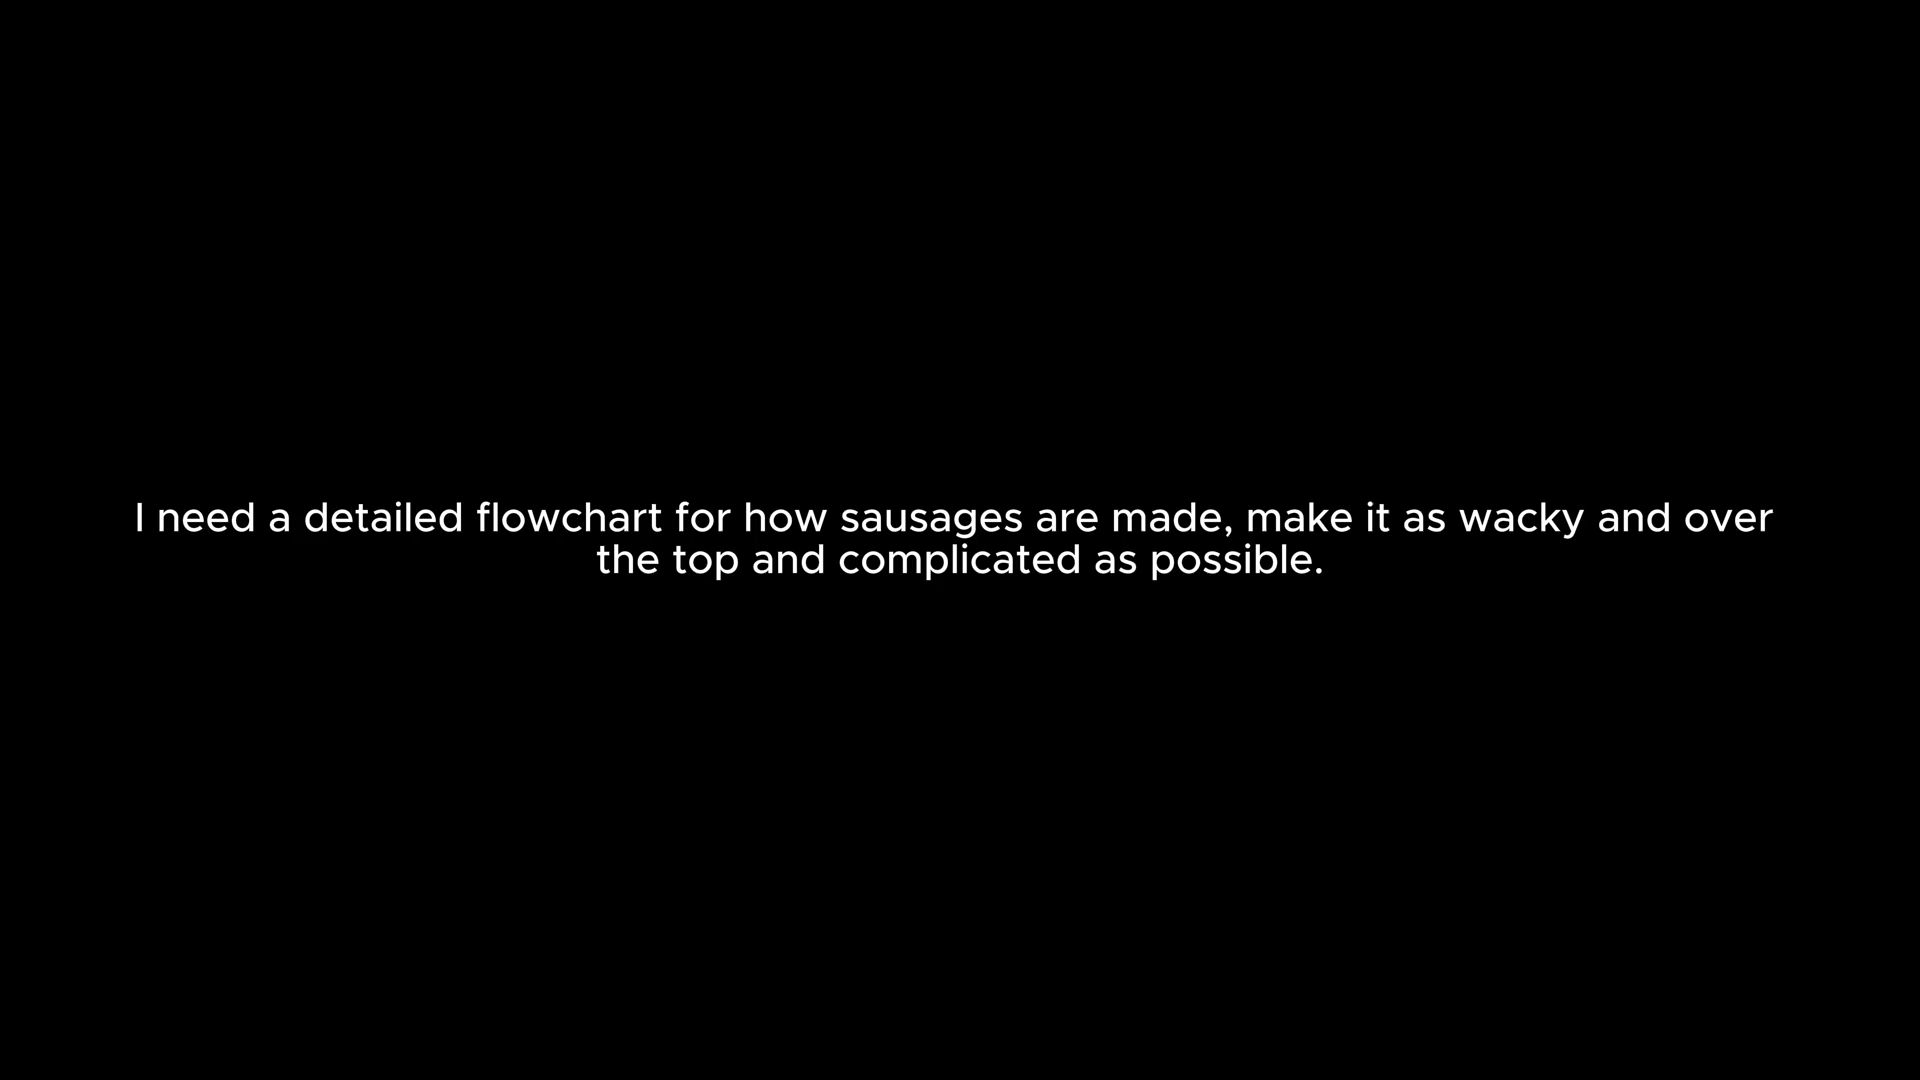 I need a detailed flowchart for how sausages are made, make it as wacky and over
the top and complicated as possible.